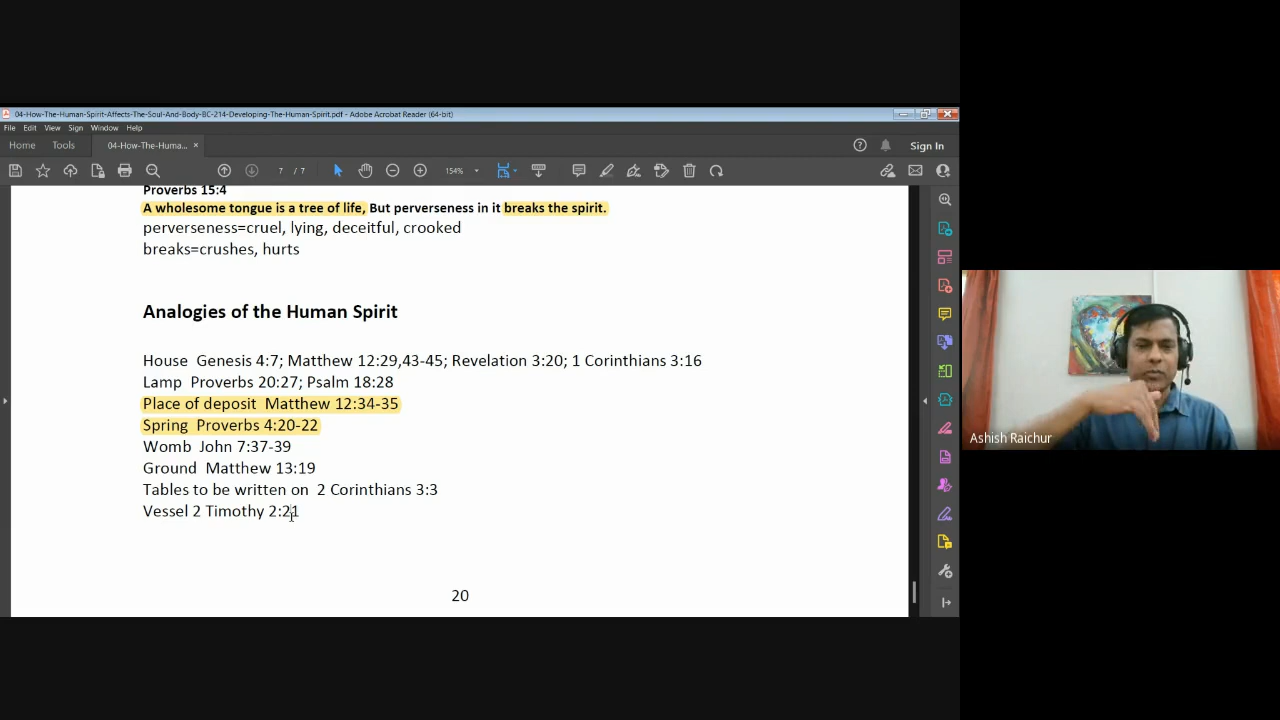 04-How-The-Human-Spirit-Affects-The-Soul-And-Body-BC-214-Developing-The-Human-Spirit.pdf - Adobe Acrobat Reader (64-bit)
File Edit View Sign Window Help
Home Tools 04-How-The-Huma... × Sign In
7 / 7 154%
Proverbs 15:4
A wholesome tongue is a tree of life, But perverseness in it breaks the spirit.
perverseness=cruel, lying, deceitful, crooked
breaks=crushes, hurts
Analogies of the Human Spirit
House Genesis 4:7; Matthew 12:29,43-45; Revelation 3:20; 1 Corinthians 3:16
Lamp Proverbs 20:27; Psalm 18:28
Place of deposit Matthew 12:34-35
Spring Proverbs 4:20-22
Womb John 7:37-39
Ground Matthew 13:19
Tables to be written on 2 Corinthians 3:3
Vessel 2 Timothy 2:21
20
Ashish Raichur